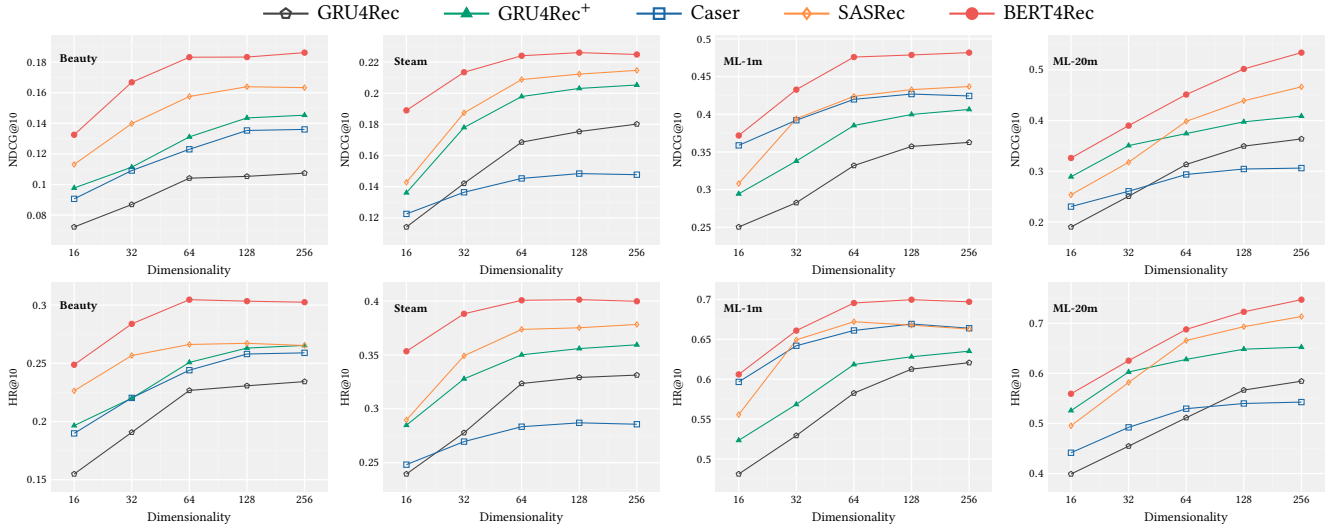 GRU4Rec GRU4Rec+ Caser SASRec BERT4Rec
Beauty
NDCG@10
0.18
0.16
0.14
0.12
0.1
0.08
16 32 64 128 256
Dimensionality
Steam
NDCG@10
0.22
0.2
0.18
0.16
0.14
0.12
16 32 64 128 256
Dimensionality
ML-1m
NDCG@10
0.5
0.45
0.4
0.35
0.3
0.25
16 32 64 128 256
Dimensionality
ML-20m
NDCG@10
0.5
0.4
0.3
0.2
16 32 64 128 256
Dimensionality
Beauty
HR@10
0.3
0.25
0.2
0.15
16 32 64 128 256
Dimensionality
Steam
HR@10
0.4
0.35
0.3
0.25
16 32 64 128 256
Dimensionality
ML-1m
HR@10
0.7
0.65
0.6
0.55
0.5
16 32 64 128 256
Dimensionality
ML-20m
HR@10
0.7
0.6
0.5
0.4
16 32 64 128 256
Dimensionality